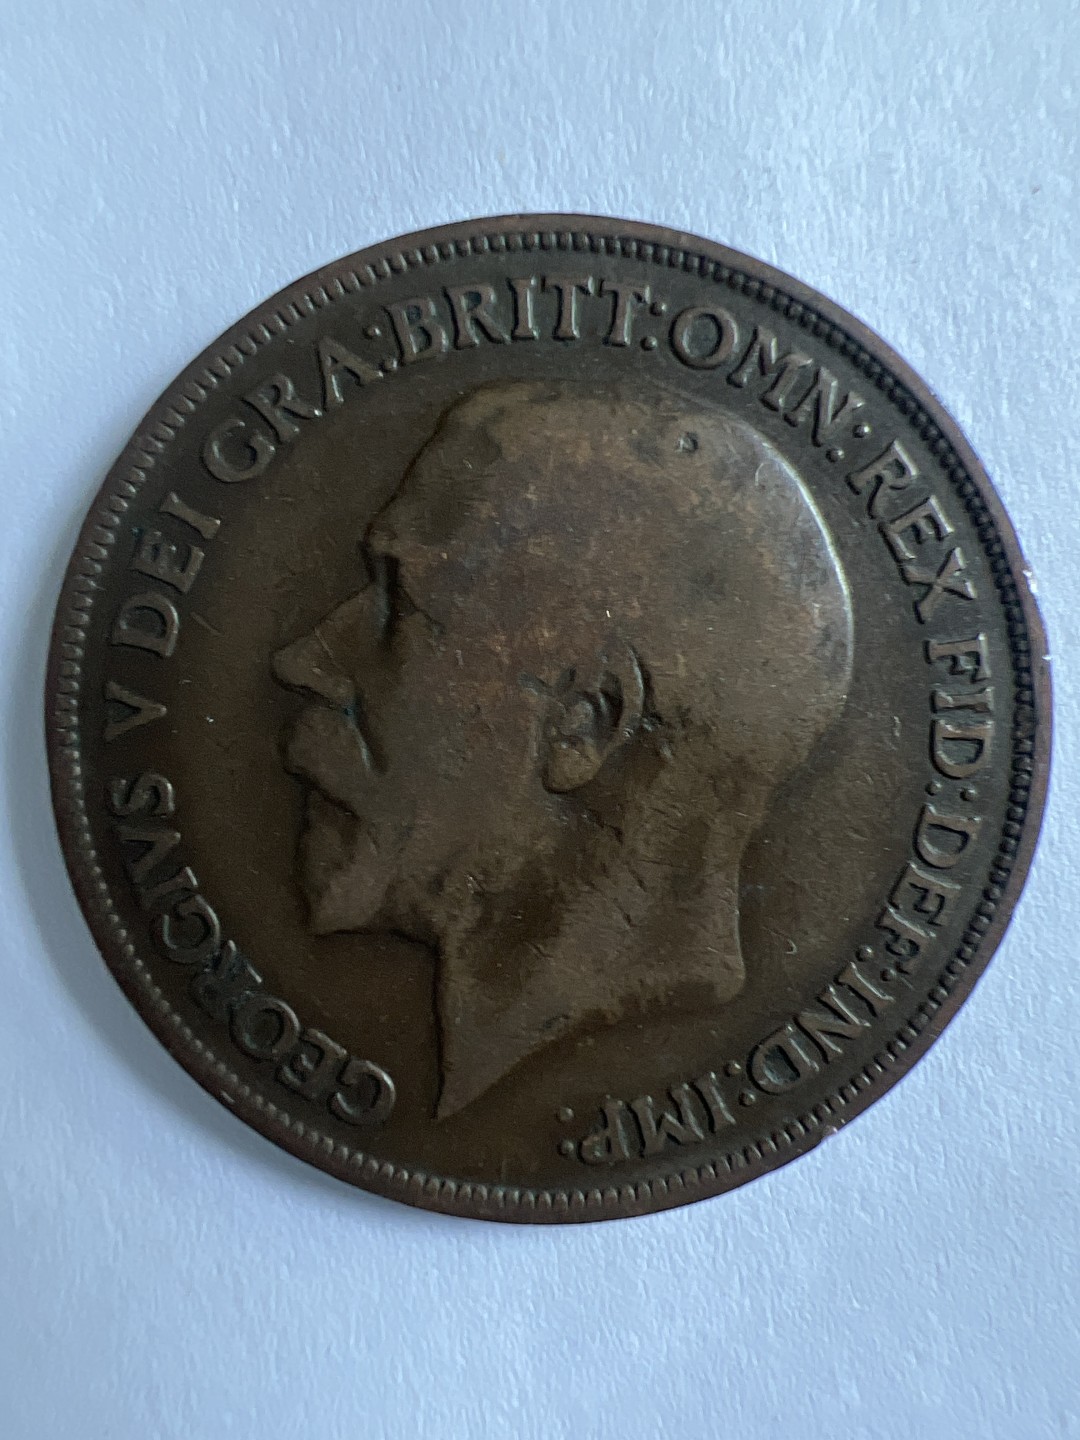 GEORGIVS V DEI GRA:BRITT:OMN:REX FID:DEF:IND:IMP: